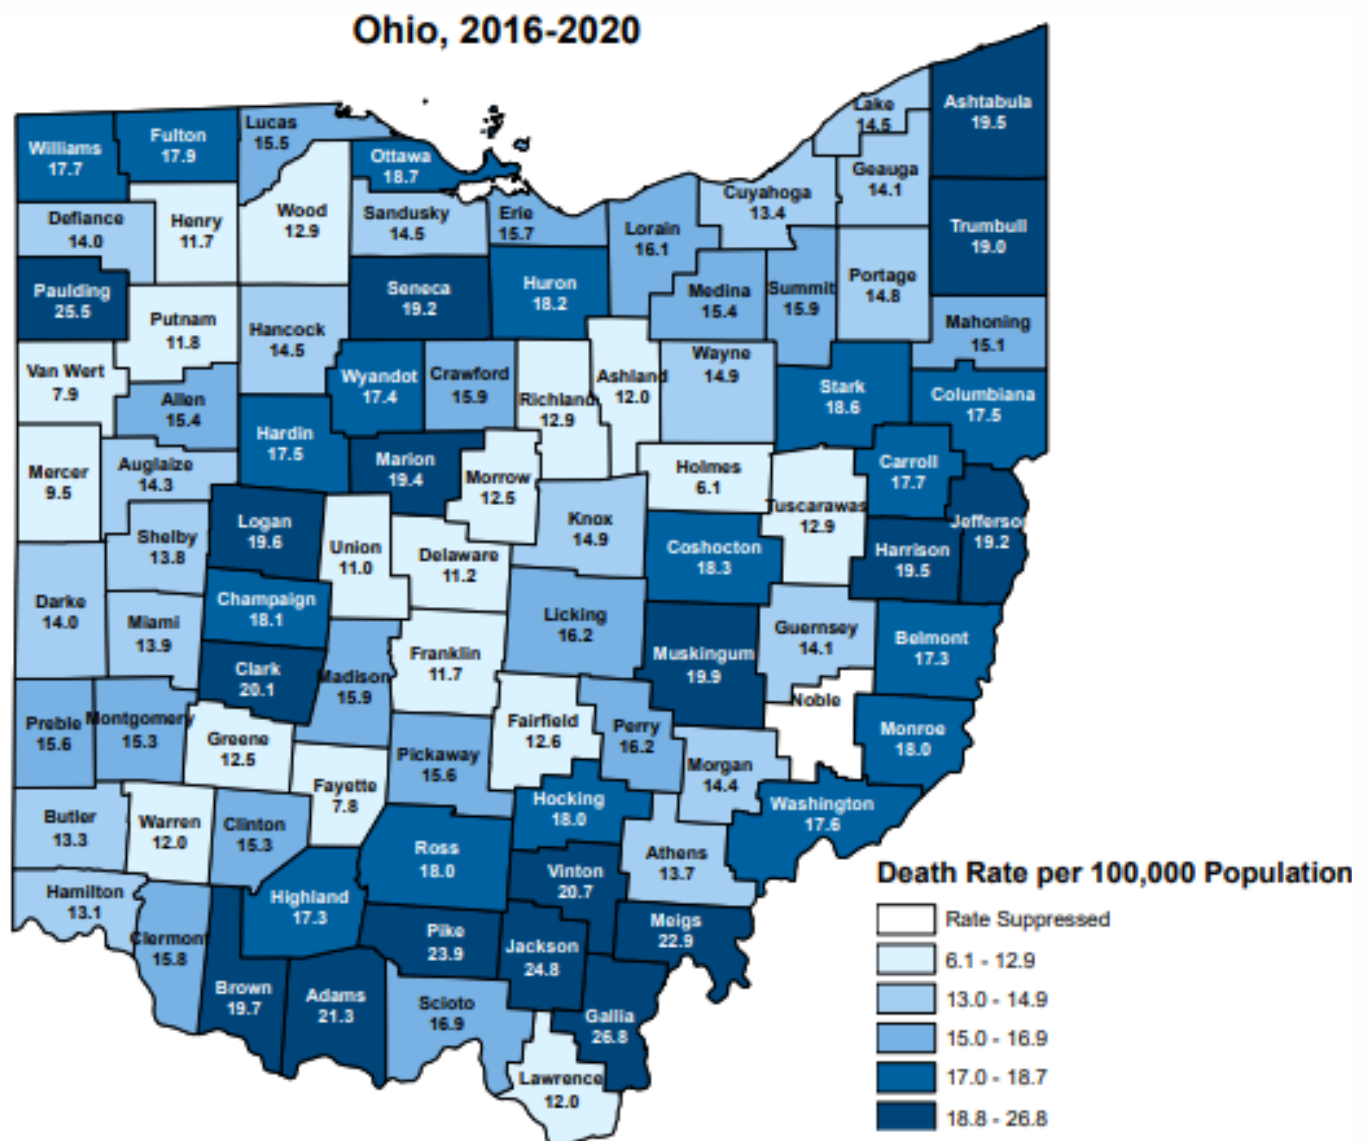 Ohio, 2016-2020
Lake
14.5
Ashtabula
19.5
Williams
17.7
Fulton
17.9
Lucas
15.5
Ottawa
18.7
Geauga
14.1
Cuyahoga
13.4
Defiance
14.0
Henry
11.7
Wood
12.9
Sandusky
14.5
Erie
15.7
Lorain
16.1
Trumbull
19.0
Paulding
25.5
Seneca
19.2
Huron
18.2
Medina
15.4
Summit
15.9
Portage
14.8
Putnam
11.8
Hancock
14.5
Mahoning
15.1
Van Wert
7.9
Allen
15.4
Wyandot
17.4
Crawford
15.9
Richland
12.9
Ashland
12.0
Wayne
14.9
Stark
18.6
Columbiana
17.5
Hardin
17.5
Mercer
9.5
Auglaize
14.3
Marion
19.4
Morrow
12.5
Holmes
6.1
Carroll
17.7
Tuscarawas
12.9
Logan
19.6
Shelby
13.8
Union
11.0
Delaware
11.2
Knox
14.9
Coshocton
18.3
Harrison
19.5
Jefferson
19.2
Darke
14.0
Miami
13.9
Champaign
18.1
Licking
16.2
Guernsey
14.1
Belmont
17.3
Clark
20.1
Madison
15.9
Franklin
11.7
Muskingum
19.9
Noble
Preble
15.6
Montgomery
15.3
Greene
12.5
Fairfield
12.6
Perry
16.2
Monroe
18.0
Pickaway
15.6
Morgan
14.4
Fayette
7.8
Hocking
18.0
Washington
17.6
Butler
13.3
Warren
12.0
Clinton
15.3
Ross
18.0
Athens
13.7
Vinton
20.7
Hamilton
13.1
Highland
17.3
Clermont
15.8
Pike
23.9
Jackson
24.8
Meigs
22.9
Brown
19.7
Adams
21.3
Scioto
16.9
Gallia
26.8
Lawrence
12.0
Death Rate per 100,000 Population
Rate Suppressed
6.1 - 12.9
13.0 - 14.9
15.0 - 16.9
17.0 - 18.7
18.8 - 26.8